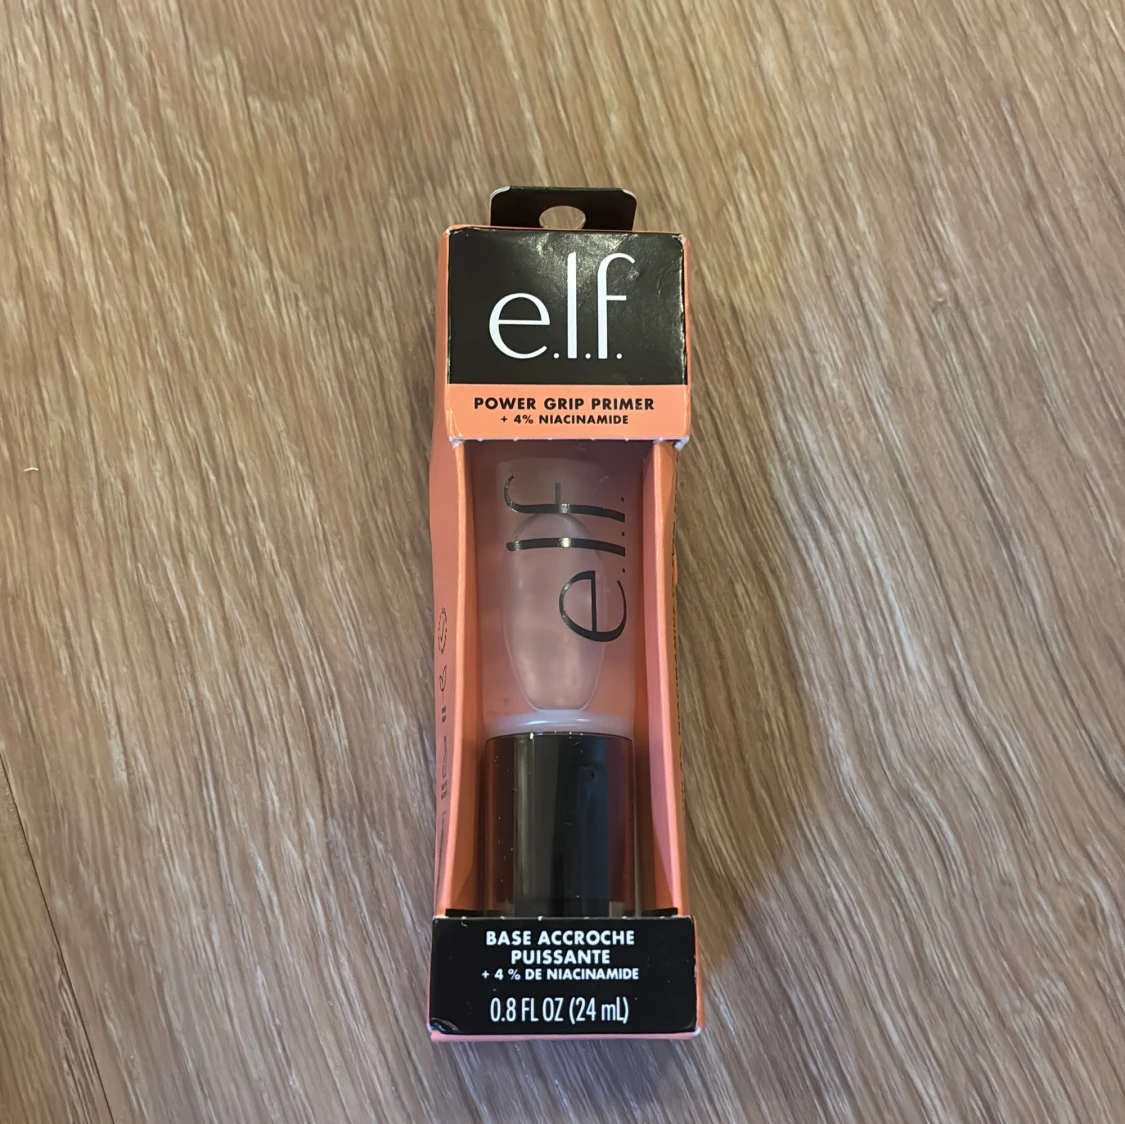 e.l.f.
POWER GRIP PRIMER
+ 4% NIACINAMIDE
e.l.f.
BASE ACCROCHE
PUISSANTE
+ 4 % DE NIACINAMIDE
0.8 FL OZ (24 mL)